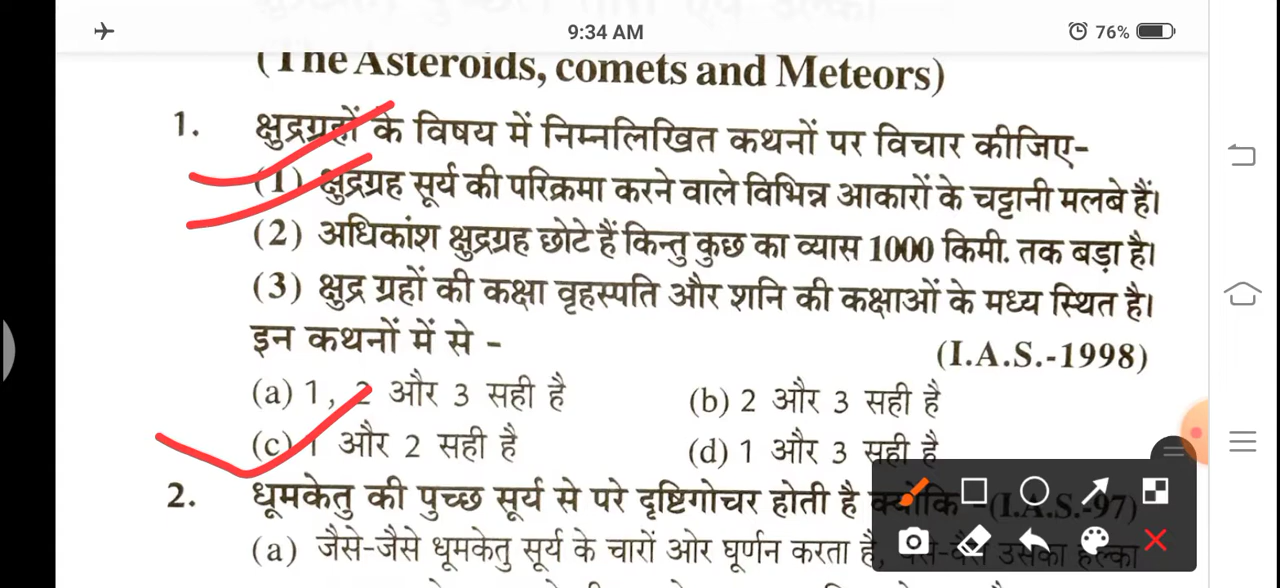 9:34 AM
76%
(The Asteroids, comets and Meteors)
1. क्षुद्रग्रहों के विषय में निम्नलिखित कथनों पर विचार कीजिए-
(1) क्षुद्रग्रह सूर्य की परिक्रमा करने वाले विभिन्न आकारों के चट्टानी मलबे हैं।
(2) अधिकांश क्षुद्रग्रह छोटे हैं किन्तु कुछ का व्यास 1000 किमी. तक बड़ा है।
(3) क्षुद्र ग्रहों की कक्षा वृहस्पति और शनि की कक्षाओं के मध्य स्थित है।
इन कथनों में से -
(I.A.S.-1998)
(a) 1, 2 और 3 सही है (b) 2 और 3 सही है
(c) 1 और 2 सही है (d) 1 और 3 सही है
2. धूमकेतु की पुच्छ सूर्य से परे दृष्टिगोचर होती है क्योंकि -(I.A.S.-97)
(a) जैसे-जैसे धूमकेतु सूर्य के चारों ओर घूर्णन करता है, उसका हल्का